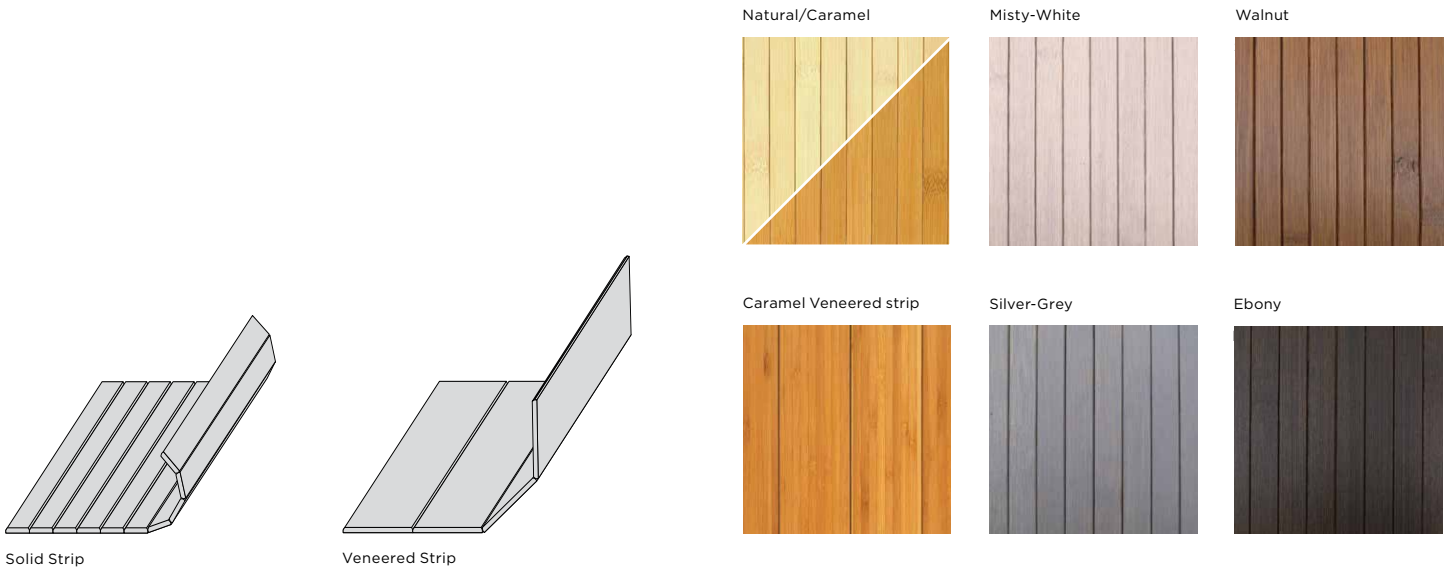 Natural/Caramel
Misty-White
Walnut
Caramel Veneered strip
Silver-Grey
Ebony
Solid Strip
Veneered Strip